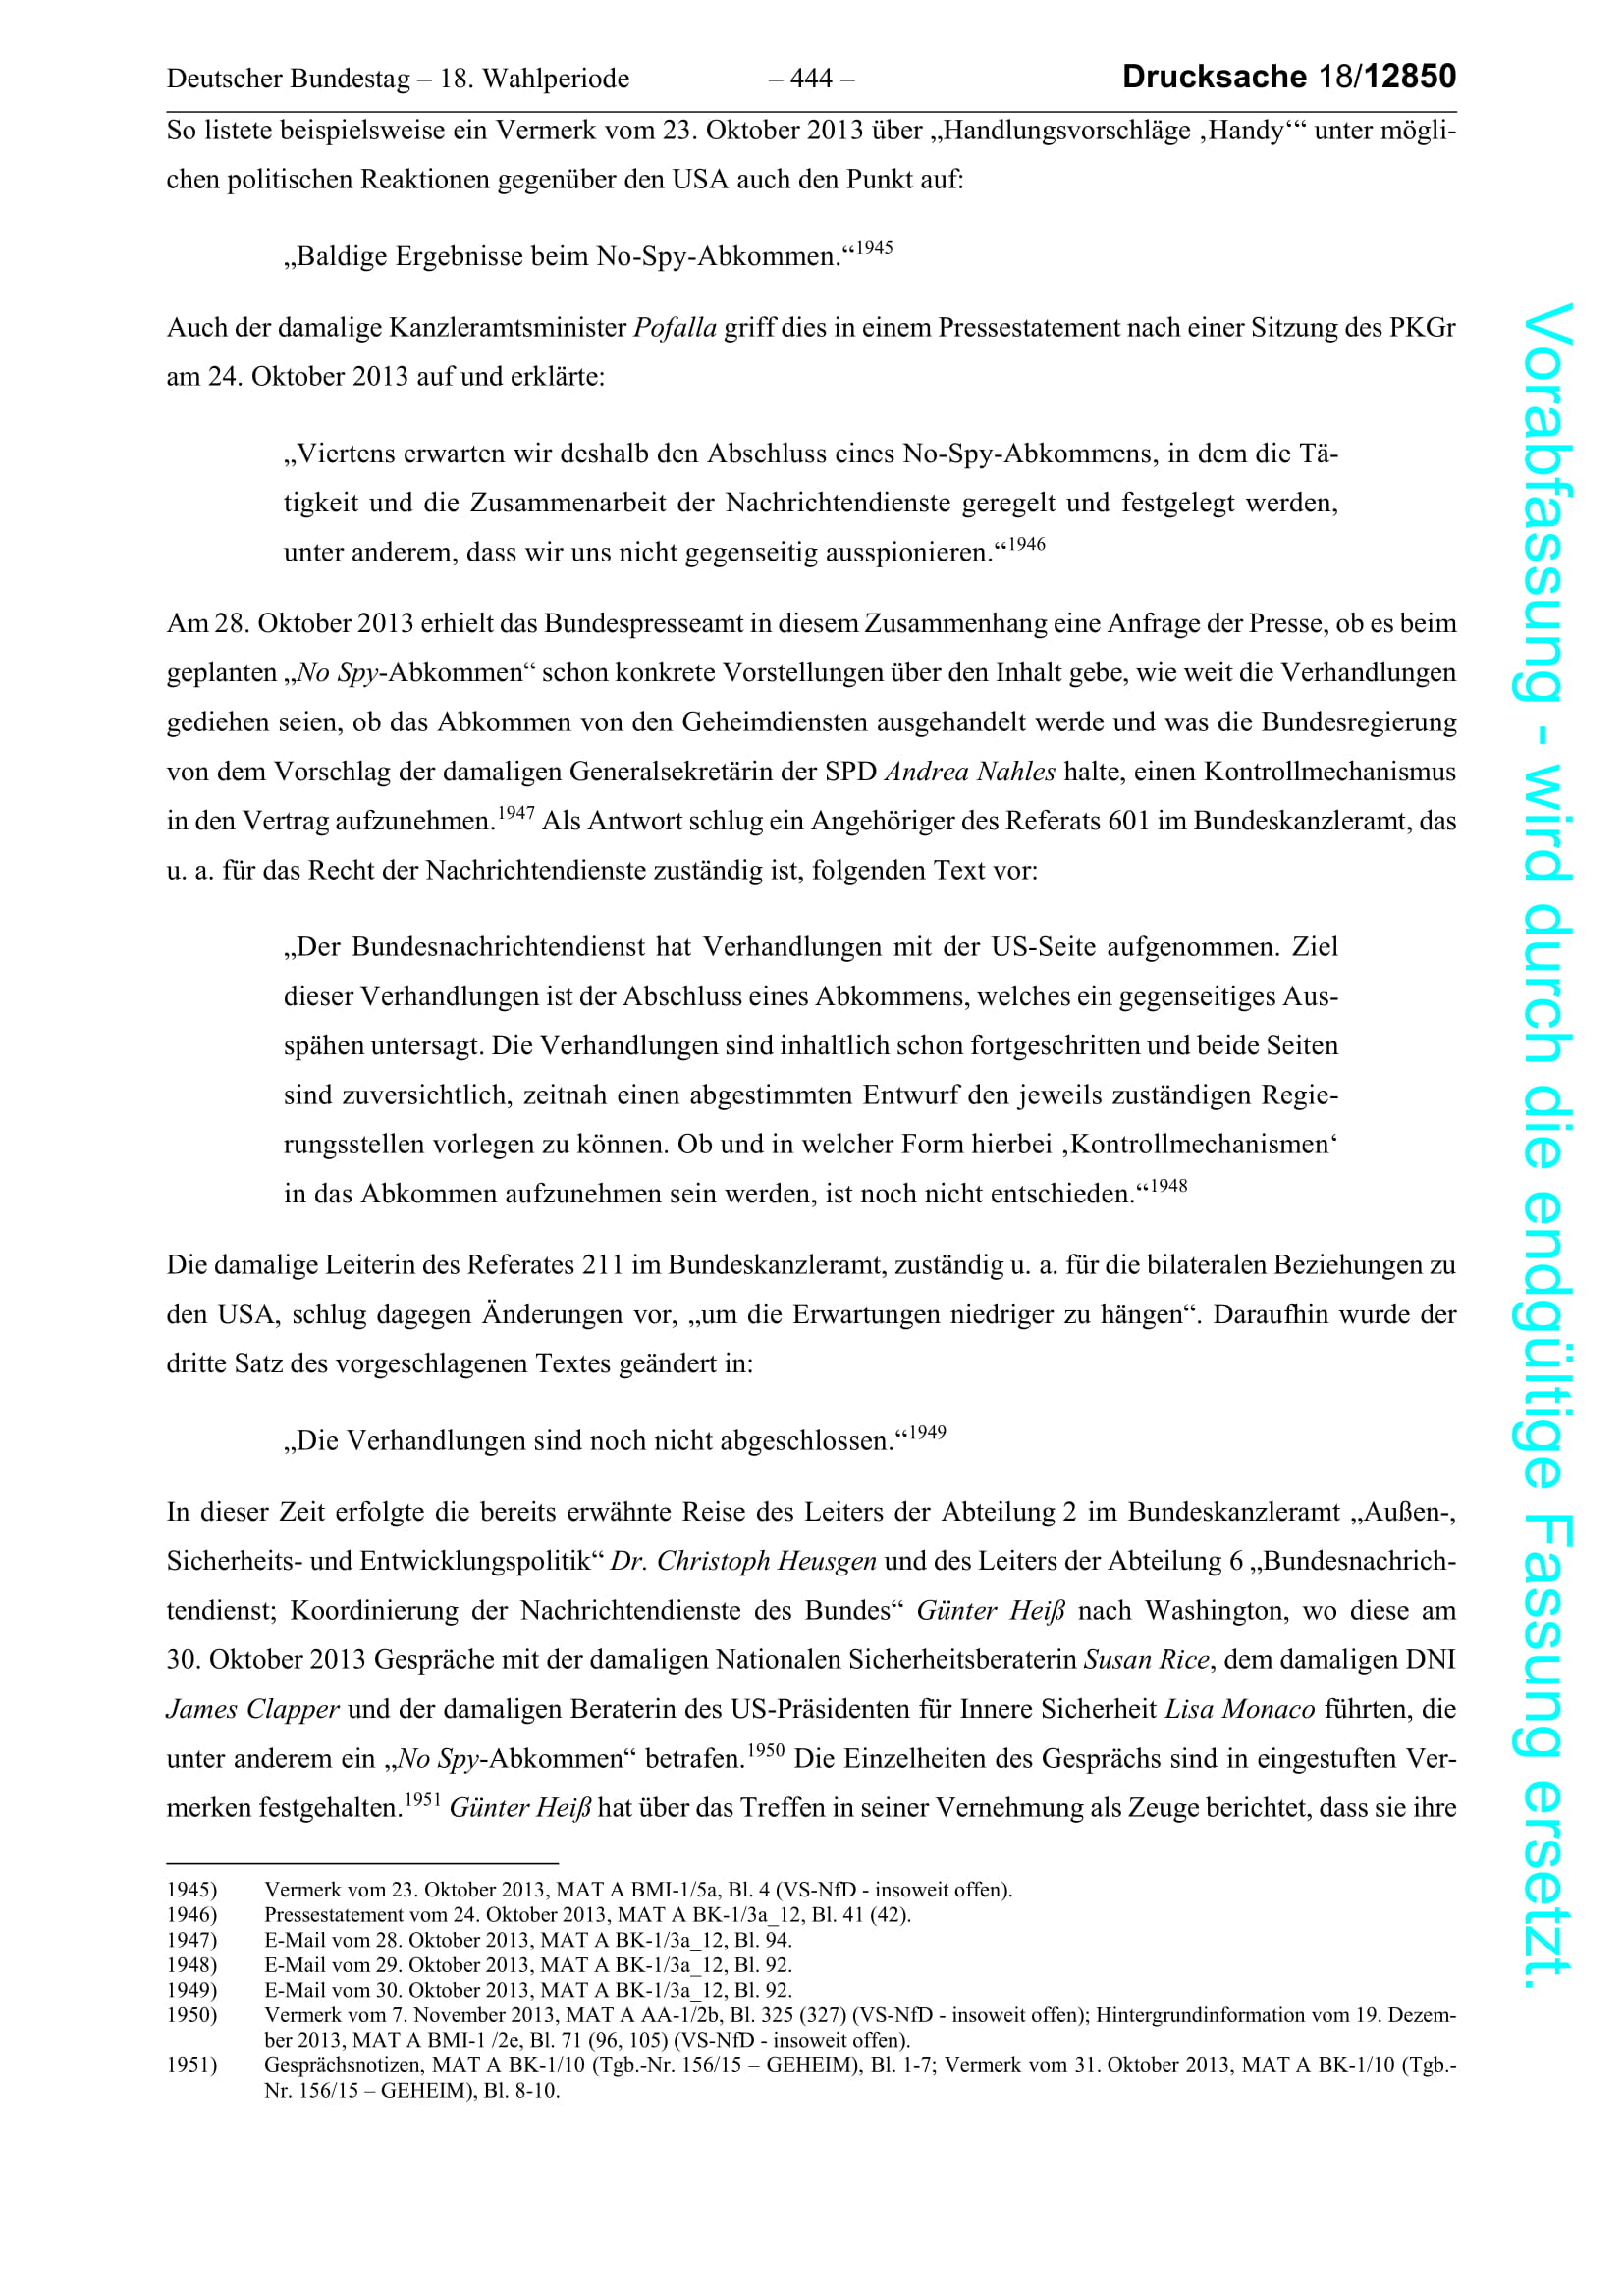 Deutscher Bundestag – 18. Wahlperiode – 444 – Drucksache 18/12850
So listete beispielsweise ein Vermerk vom 23. Oktober 2013 über „Handlungsvorschläge ‚Handy‘“ unter mögli-
chen politischen Reaktionen gegenüber den USA auch den Punkt auf:
„Baldige Ergebnisse beim No-Spy-Abkommen.“1945
Auch der damalige Kanzleramtsminister Pofalla griff dies in einem Pressestatement nach einer Sitzung des PKGr
am 24. Oktober 2013 auf und erklärte:
„Viertens erwarten wir deshalb den Abschluss eines No-Spy-Abkommens, in dem die Tä-
tigkeit und die Zusammenarbeit der Nachrichtendienste geregelt und festgelegt werden,
unter anderem, dass wir uns nicht gegenseitig ausspionieren.“1946
Am 28. Oktober 2013 erhielt das Bundespresseamt in diesem Zusammenhang eine Anfrage der Presse, ob es beim
geplanten „No Spy-Abkommen“ schon konkrete Vorstellungen über den Inhalt gebe, wie weit die Verhandlungen
gediehen seien, ob das Abkommen von den Geheimdiensten ausgehandelt werde und was die Bundesregierung
von dem Vorschlag der damaligen Generalsekretärin der SPD Andrea Nahles halte, einen Kontrollmechanismus
in den Vertrag aufzunehmen.1947 Als Antwort schlug ein Angehöriger des Referats 601 im Bundeskanzleramt, das
u. a. für das Recht der Nachrichtendienste zuständig ist, folgenden Text vor:
„Der Bundesnachrichtendienst hat Verhandlungen mit der US-Seite aufgenommen. Ziel
dieser Verhandlungen ist der Abschluss eines Abkommens, welches ein gegenseitiges Aus-
spähen untersagt. Die Verhandlungen sind inhaltlich schon fortgeschritten und beide Seiten
sind zuversichtlich, zeitnah einen abgestimmten Entwurf den jeweils zuständigen Regie-
rungsstellen vorlegen zu können. Ob und in welcher Form hierbei ‚Kontrollmechanismen‘
in das Abkommen aufzunehmen sein werden, ist noch nicht entschieden.“1948
Die damalige Leiterin des Referates 211 im Bundeskanzleramt, zuständig u. a. für die bilateralen Beziehungen zu
den USA, schlug dagegen Änderungen vor, „um die Erwartungen niedriger zu hängen“. Daraufhin wurde der
dritte Satz des vorgeschlagenen Textes geändert in:
„Die Verhandlungen sind noch nicht abgeschlossen.“1949
In dieser Zeit erfolgte die bereits erwähnte Reise des Leiters der Abteilung 2 im Bundeskanzleramt „Außen-,
Sicherheits- und Entwicklungspolitik“ Dr. Christoph Heusgen und des Leiters der Abteilung 6 „Bundesnachrich-
tendienst; Koordinierung der Nachrichtendienste des Bundes“ Günter Heiß nach Washington, wo diese am
30. Oktober 2013 Gespräche mit der damaligen Nationalen Sicherheitsberaterin Susan Rice, dem damaligen DNI
James Clapper und der damaligen Beraterin des US-Präsidenten für Innere Sicherheit Lisa Monaco führten, die
unter anderem ein „No Spy-Abkommen“ betrafen.1950 Die Einzelheiten des Gesprächs sind in eingestuften Ver-
merken festgehalten.1951 Günter Heiß hat über das Treffen in seiner Vernehmung als Zeuge berichtet, dass sie ihre
1945) Vermerk vom 23. Oktober 2013, MAT A BMI-1/5a, Bl. 4 (VS-NfD - insoweit offen).
1946) Pressestatement vom 24. Oktober 2013, MAT A BK-1/3a_12, Bl. 41 (42).
1947) E-Mail vom 28. Oktober 2013, MAT A BK-1/3a_12, Bl. 94.
1948) E-Mail vom 29. Oktober 2013, MAT A BK-1/3a_12, Bl. 92.
1949) E-Mail vom 30. Oktober 2013, MAT A BK-1/3a_12, Bl. 92.
1950) Vermerk vom 7. November 2013, MAT A AA-1/2b, Bl. 325 (327) (VS-NfD - insoweit offen); Hintergrundinformation vom 19. Dezem-
ber 2013, MAT A BMI-1 /2e, Bl. 71 (96, 105) (VS-NfD - insoweit offen).
1951) Gesprächsnotizen, MAT A BK-1/10 (Tgb.-Nr. 156/15 – GEHEIM), Bl. 1-7; Vermerk vom 31. Oktober 2013, MAT A BK-1/10 (Tgb.-
Nr. 156/15 – GEHEIM), Bl. 8-10.
Vorabfassung - wird durch die endgültige Fassung ersetzt.